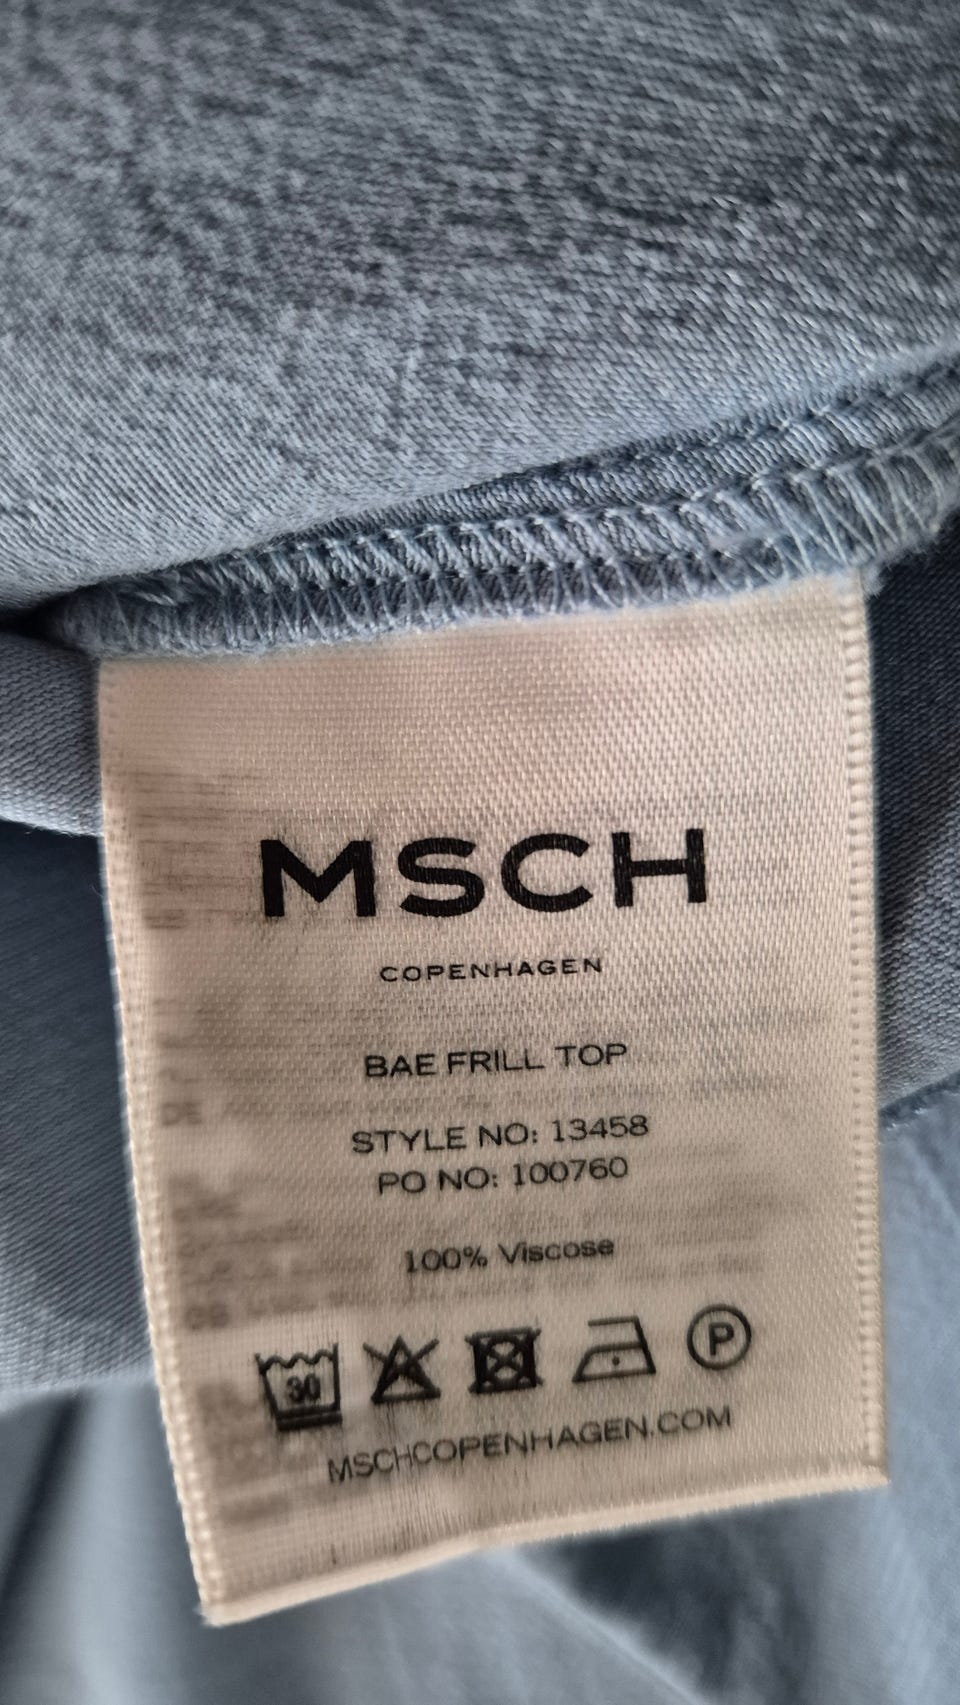 MSCH
COPENHAGEN
BAE FRILL TOP
STYLE NO: 13458
PO NO: 100760
100% Viscose
30 P
MSCHCOPENHAGEN.COM